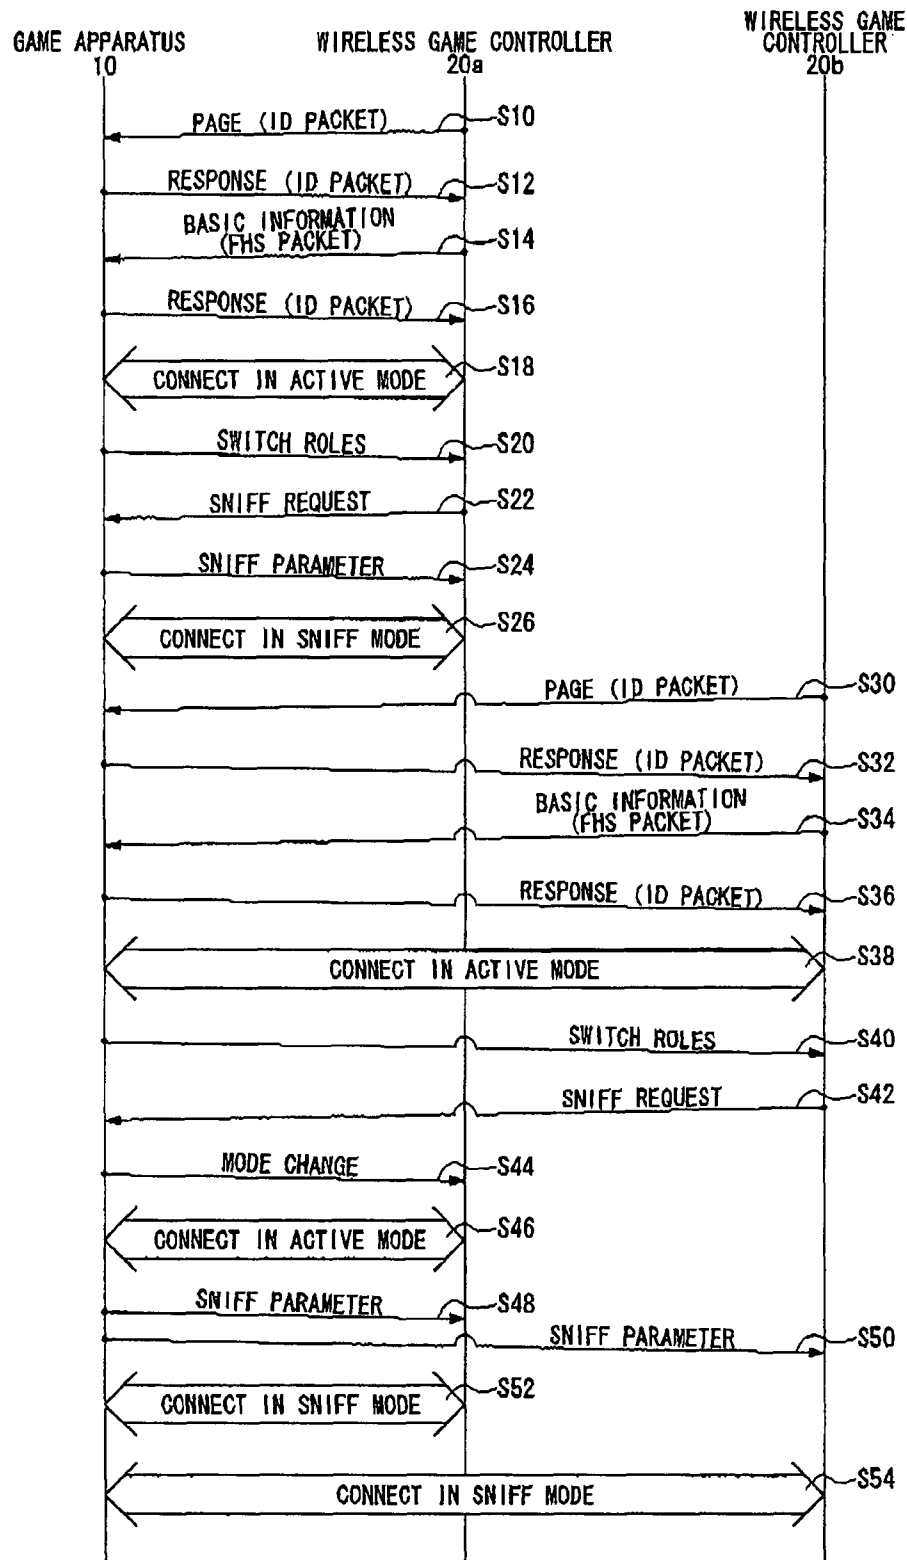 GAME APPARATUS
10
WIRELESS GAME CONTROLLER
20a
WIRELESS GAME
CONTROLLER
20b
PAGE (ID PACKET)
S10
RESPONSE (ID PACKET)
S12
BASIC INFORMATION
(FHS PACKET)
S14
RESPONSE (ID PACKET)
S16
CONNECT IN ACTIVE MODE
S18
SWITCH ROLES
S20
SNIFF REQUEST
S22
SNIFF PARAMETER
S24
CONNECT IN SNIFF MODE
S26
PAGE (ID PACKET)
S30
RESPONSE (ID PACKET)
S32
BASIC INFORMATION
(FHS PACKET)
S34
RESPONSE (ID PACKET)
S36
CONNECT IN ACTIVE MODE
S38
SWITCH ROLES
S40
SNIFF REQUEST
S42
MODE CHANGE
S44
CONNECT IN ACTIVE MODE
S46
SNIFF PARAMETER
S48
SNIFF PARAMETER
S50
CONNECT IN SNIFF MODE
S52
CONNECT IN SNIFF MODE
S54